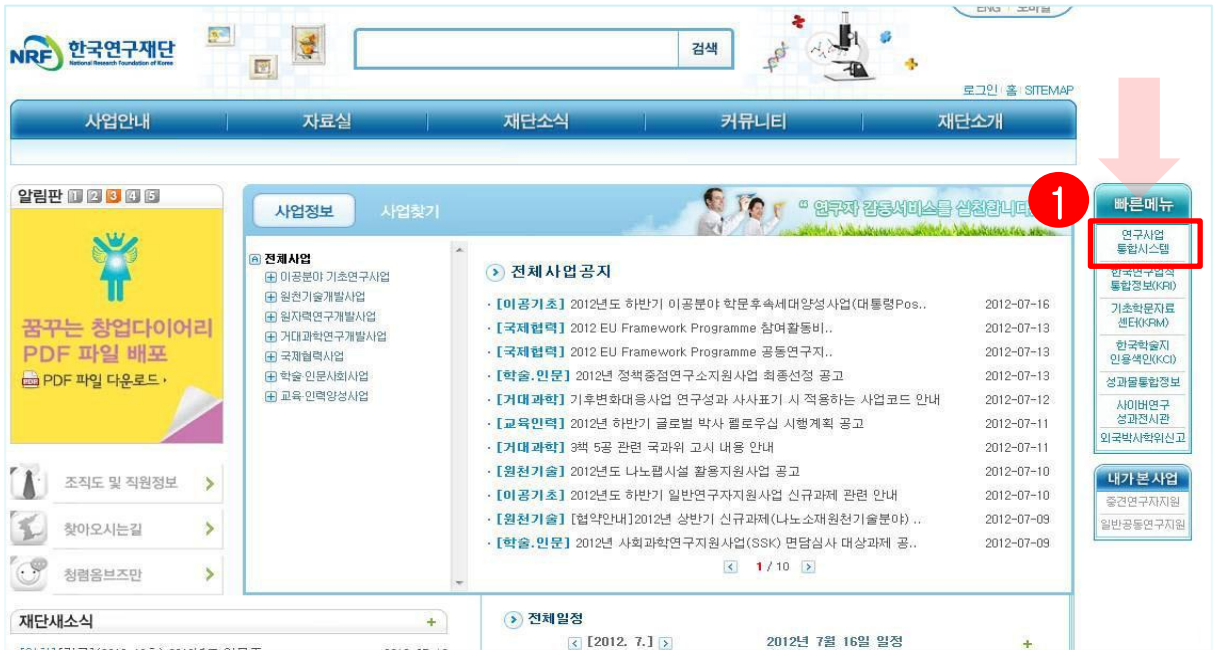 ENG 모바일
NRF 한국연구재단
National Research Foundation of Korea
검색
로그인 홈 SITEMAP
사업안내 자료실 재단소식 커뮤니티 재단소개
알림판 1 2 3 4 5
꿈꾸는 창업다이어리
PDF 파일 배포
PDF 파일 다운로드
조직도 및 직원정보
찾아오시는길
청렴옴브즈만
사업정보 사업찾기
“ 연구자 감동서비스를 실천합니다.
전체사업
이공분야 기초연구사업
원천기술개발사업
원자력연구개발사업
거대과학연구개발사업
국제협력사업
학술·인문사회사업
교육·인력양성사업
전체사업공지
· [이공기초] 2012년도 하반기 이공분야 학문후속세대양성사업(대통령Pos.. 2012-07-16
· [국제협력] 2012 EU Framework Programme 참여활동비.. 2012-07-13
· [국제협력] 2012 EU Framework Programme 공동연구지.. 2012-07-13
· [학술.인문] 2012년 정책중점연구소지원사업 최종선정 공고 2012-07-13
· [거대과학] 기후변화대응사업 연구성과 사사표기 시 적용하는 사업코드 안내 2012-07-12
· [교육인력] 2012년 하반기 글로벌 박사 펠로우십 시행계획 공고 2012-07-11
· [거대과학] 3책 5공 관련 국과위 고시 내용 안내 2012-07-11
· [원천기술] 2012년도 나노팹시설 활용지원사업 공고 2012-07-10
· [이공기초] 2012년도 하반기 일반연구자지원사업 신규과제 관련 안내 2012-07-10
· [원천기술] [협약안내]2012년 상반기 신규과제(나노소재원천기술분야) .. 2012-07-09
· [학술.인문] 2012년 사회과학연구지원사업(SSK) 면담심사 대상과제 공.. 2012-07-09
1 / 10
1
빠른메뉴
연구사업
통합시스템
한국연구업적
통합정보(KRI)
기초학문자료
센터(KRM)
한국학술지
인용색인(KCI)
성과물통합정보
사이버연구
성과전시관
외국박사학위신고
내가 본 사업
중견연구자지원
일반공동연구지원
재단새소식 +
전체일정
[2012. 7.] 2012년 7월 16일 일정 +